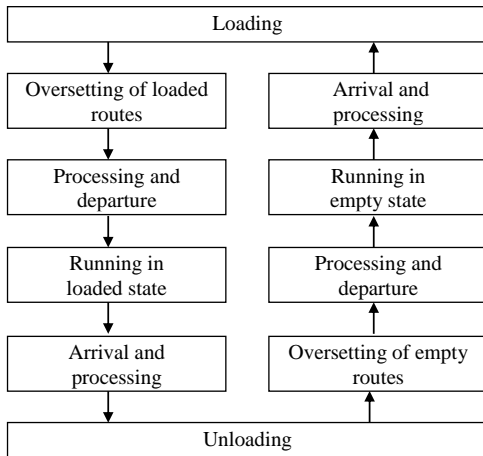 Loading
Oversetting of loaded
routes
Processing and
departure
Running in
loaded state
Arrival and
processing
Arrival and
processing
Running in
empty state
Processing and
departure
Oversetting of empty
routes
Unloading